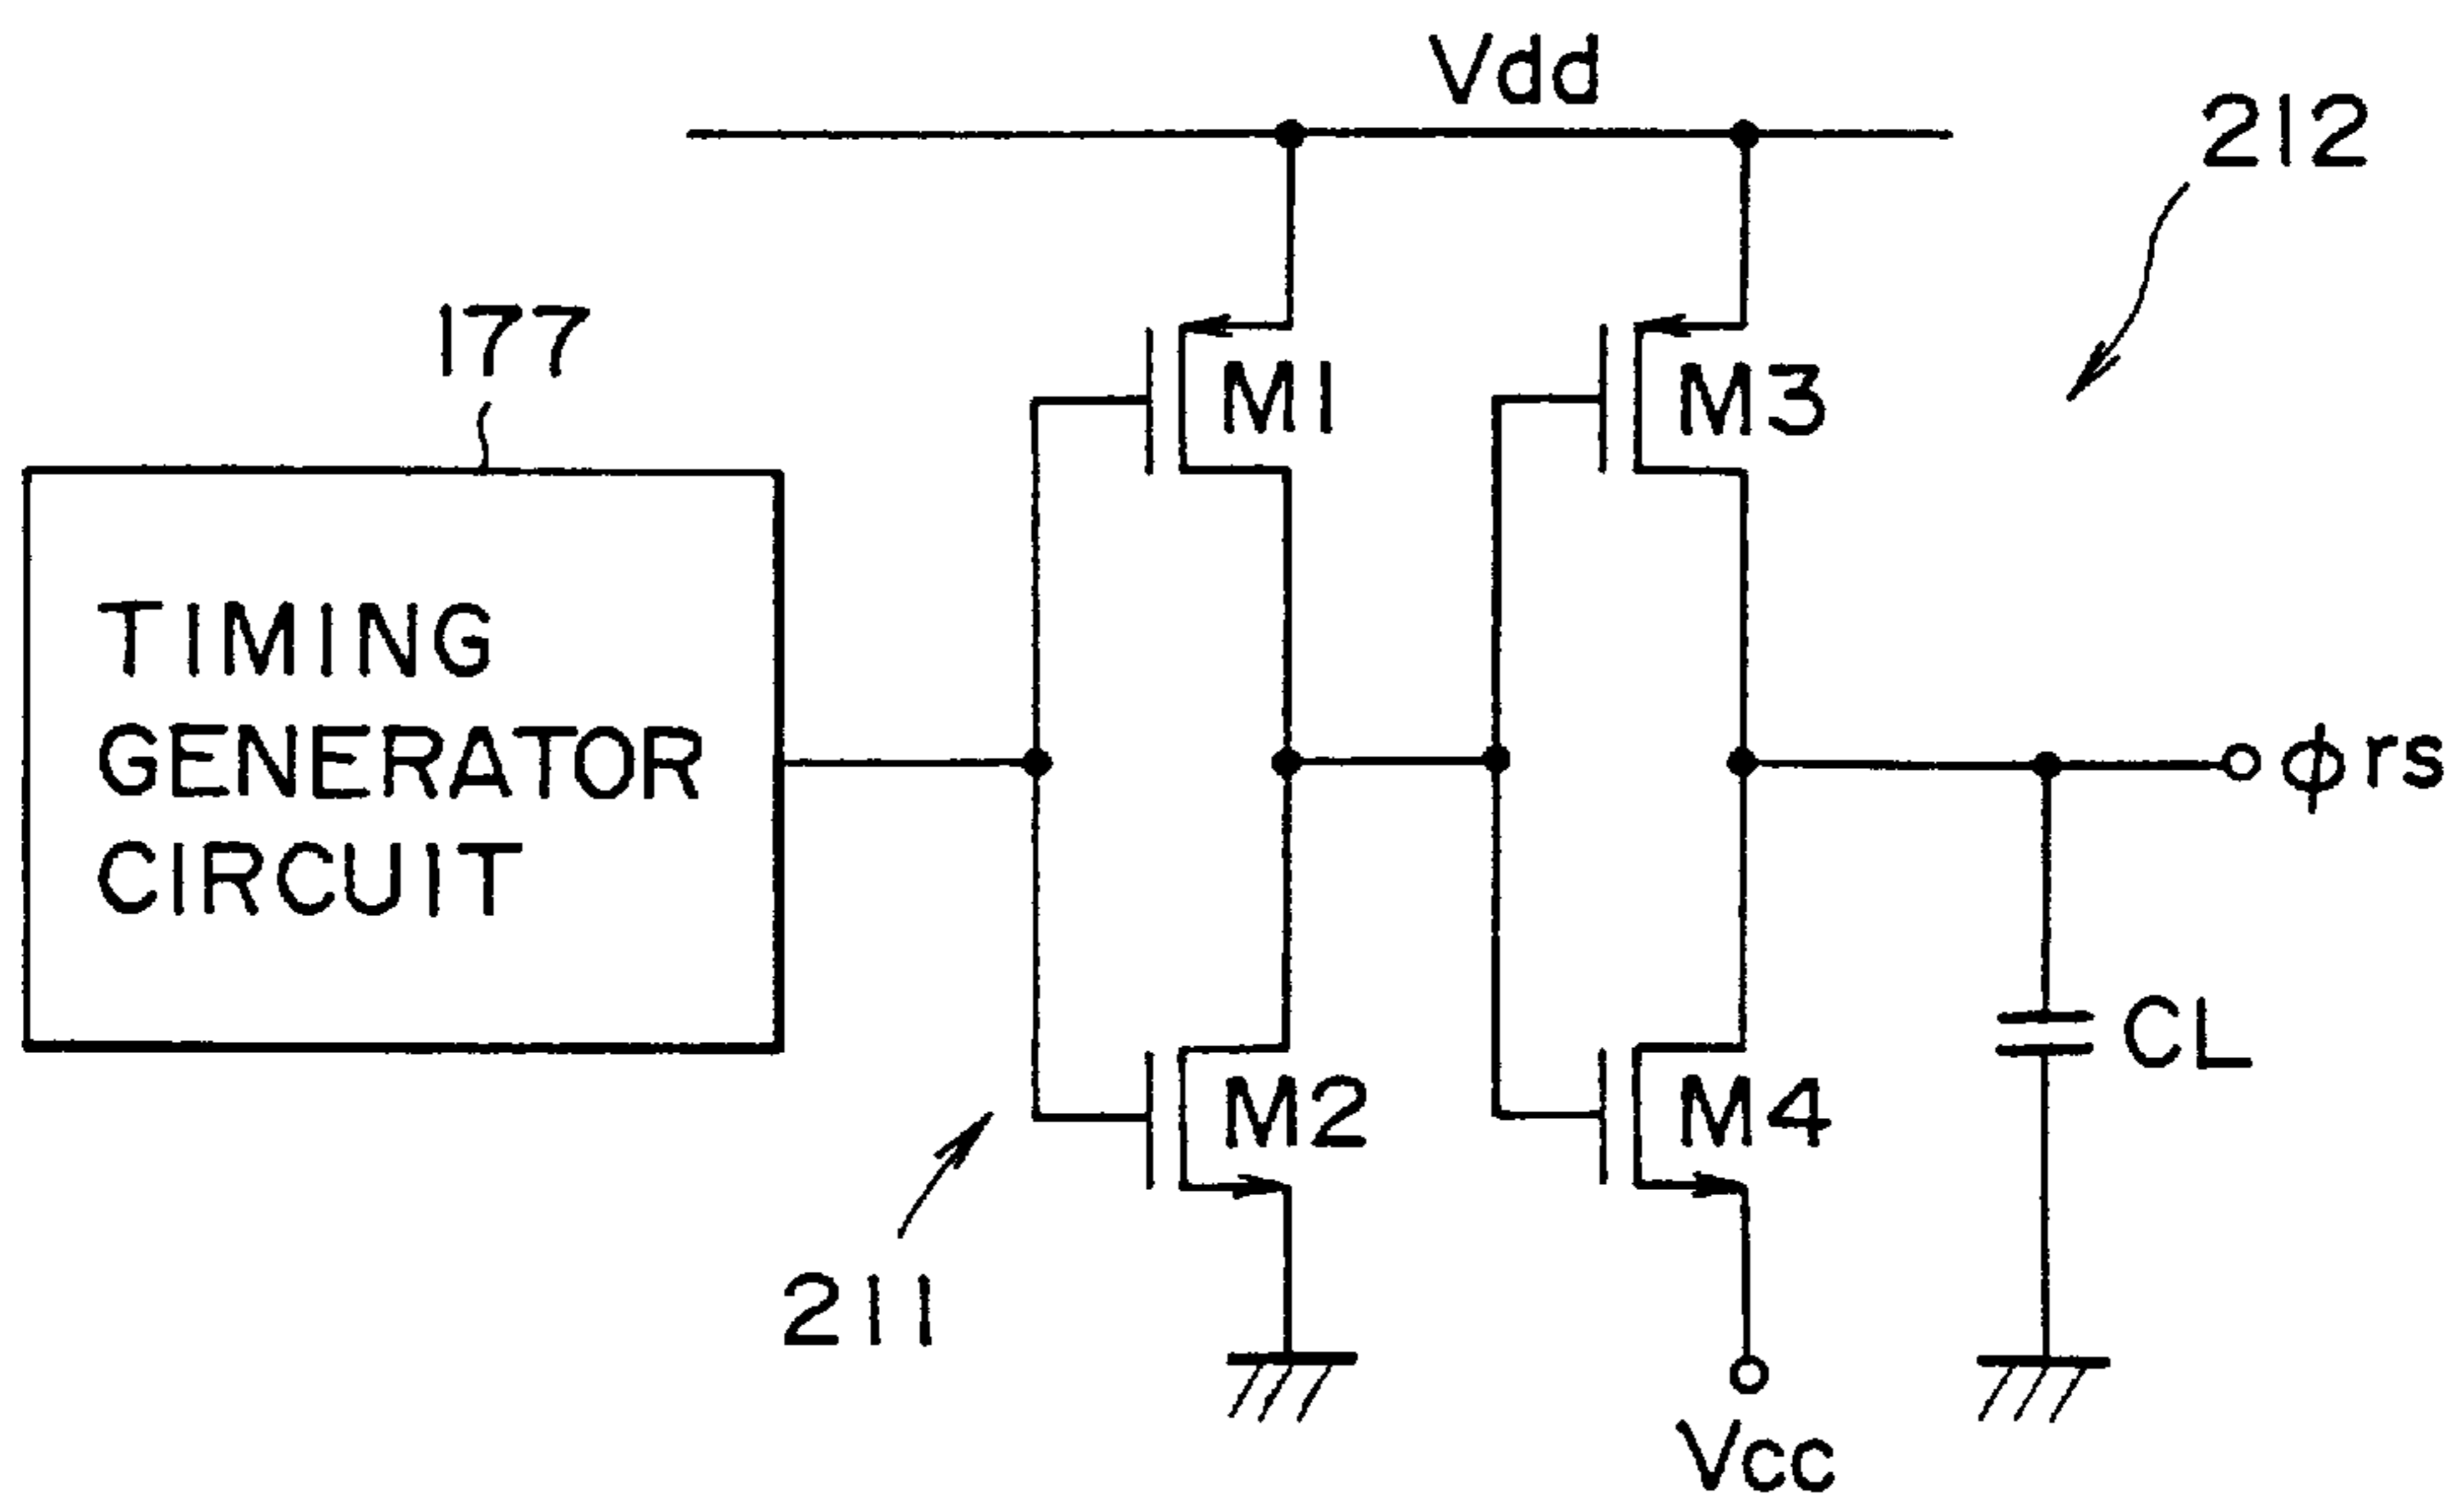 Vdd
212
177
M1
M3
TIMING
GENERATOR
CIRCUIT
ϕrs
CL
M2
M4
211
Vcc